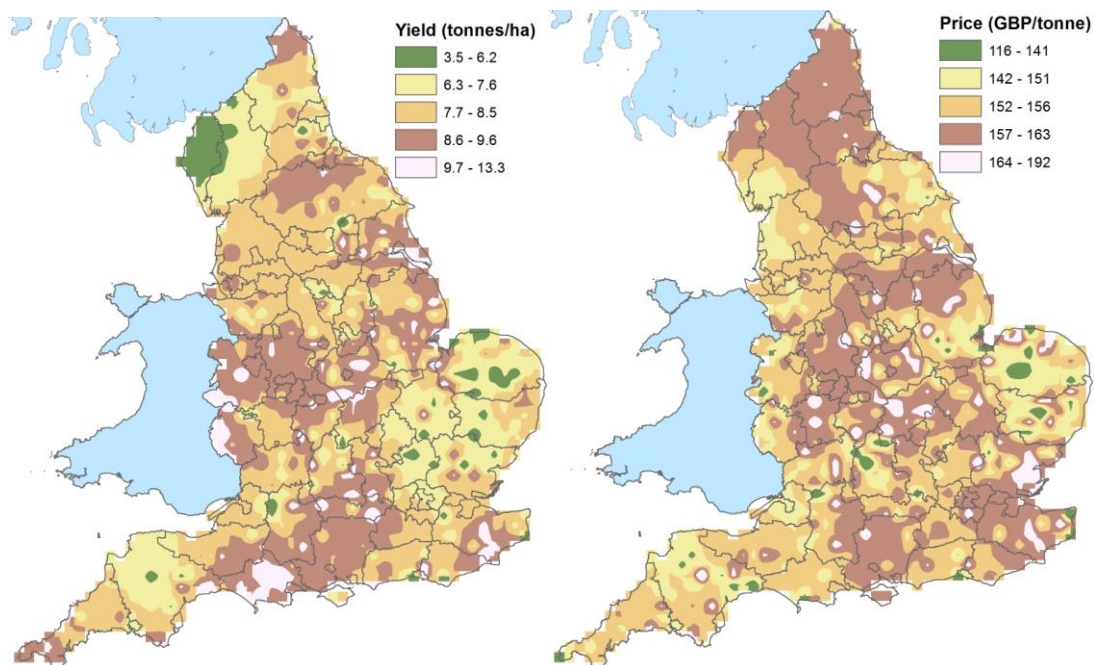 Yield (tonnes/ha)
3.5 - 6.2
6.3 - 7.6
7.7 - 8.5
8.6 - 9.6
9.7 - 13.3
Price (GBP/tonne)
116 - 141
142 - 151
152 - 156
157 - 163
164 - 192